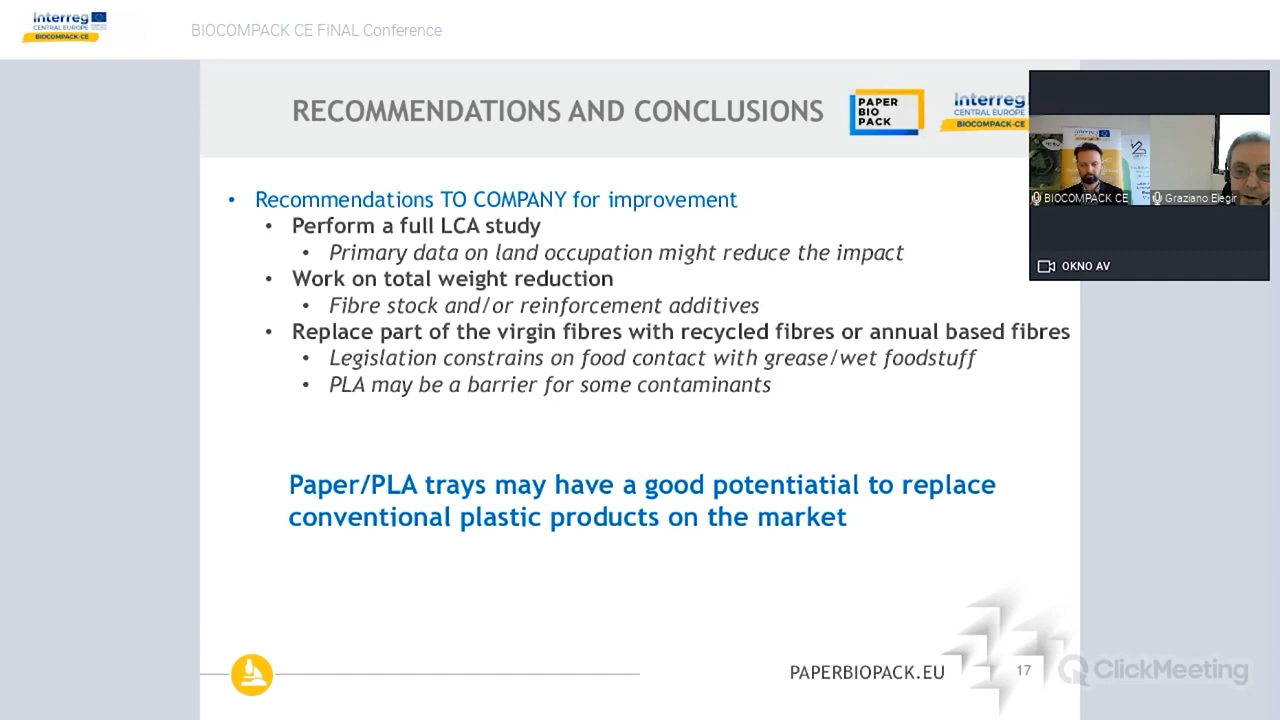 Interreg
CENTRAL EUROPE
BIOCOMPACK-CE
BIOCOMPACK CE FINAL Conference
RECOMMENDATIONS AND CONCLUSIONS
PAPER
BIO
PACK
Interreg
CENTRAL EUROPE
BIOCOMPACK-CE
BIOCOMPACK CE
Graziano Elegir
OKNO AV
• Recommendations TO COMPANY for improvement
• Perform a full LCA study
• Primary data on land occupation might reduce the impact
• Work on total weight reduction
• Fibre stock and/or reinforcement additives
• Replace part of the virgin fibres with recycled fibres or annual based fibres
• Legislation constrains on food contact with grease/wet foodstuff
• PLA may be a barrier for some contaminants
Paper/PLA trays may have a good potentiatial to replace
conventional plastic products on the market
PAPERBIOPACK.EU
17
ClickMeeting